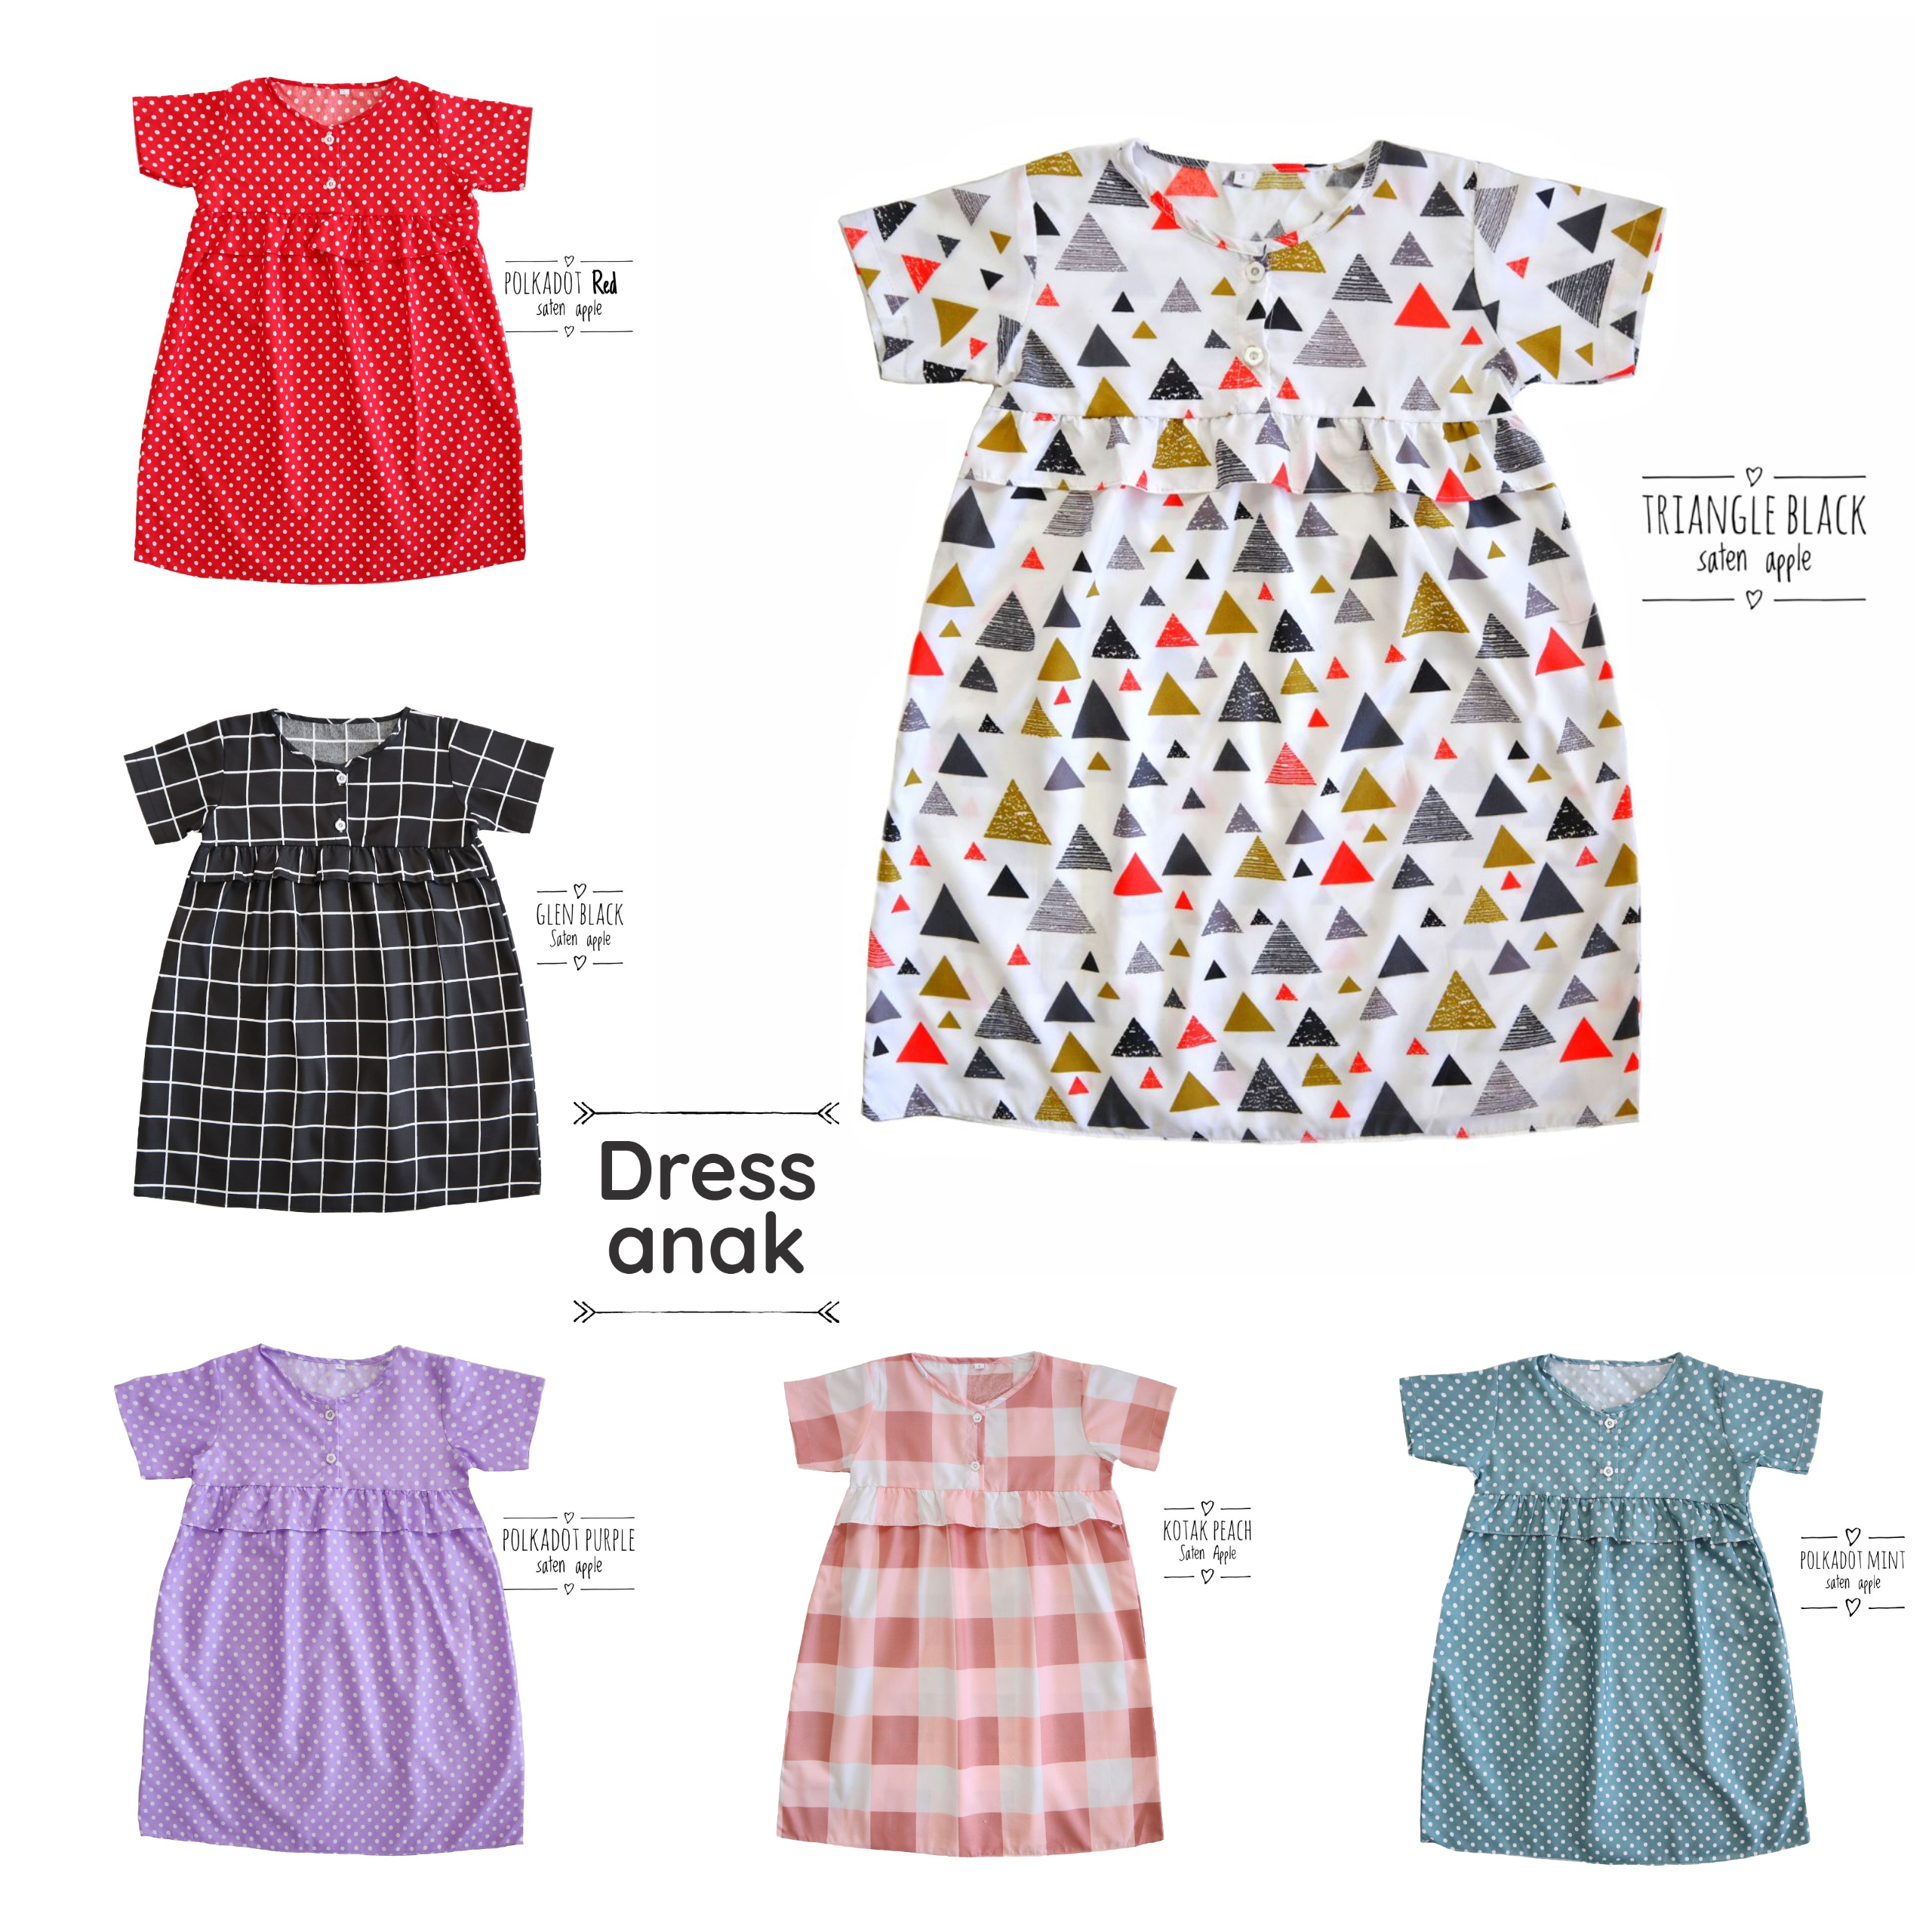 POLKADOT Red
saten apple
TRIANGLE BLACK
saten apple
GLEN BLACK
Saten apple
Dress
anak
POLKADOT PURPLE
saten apple
KOTAK PEACH
Saten Apple
POLKADOT MINT
saten apple